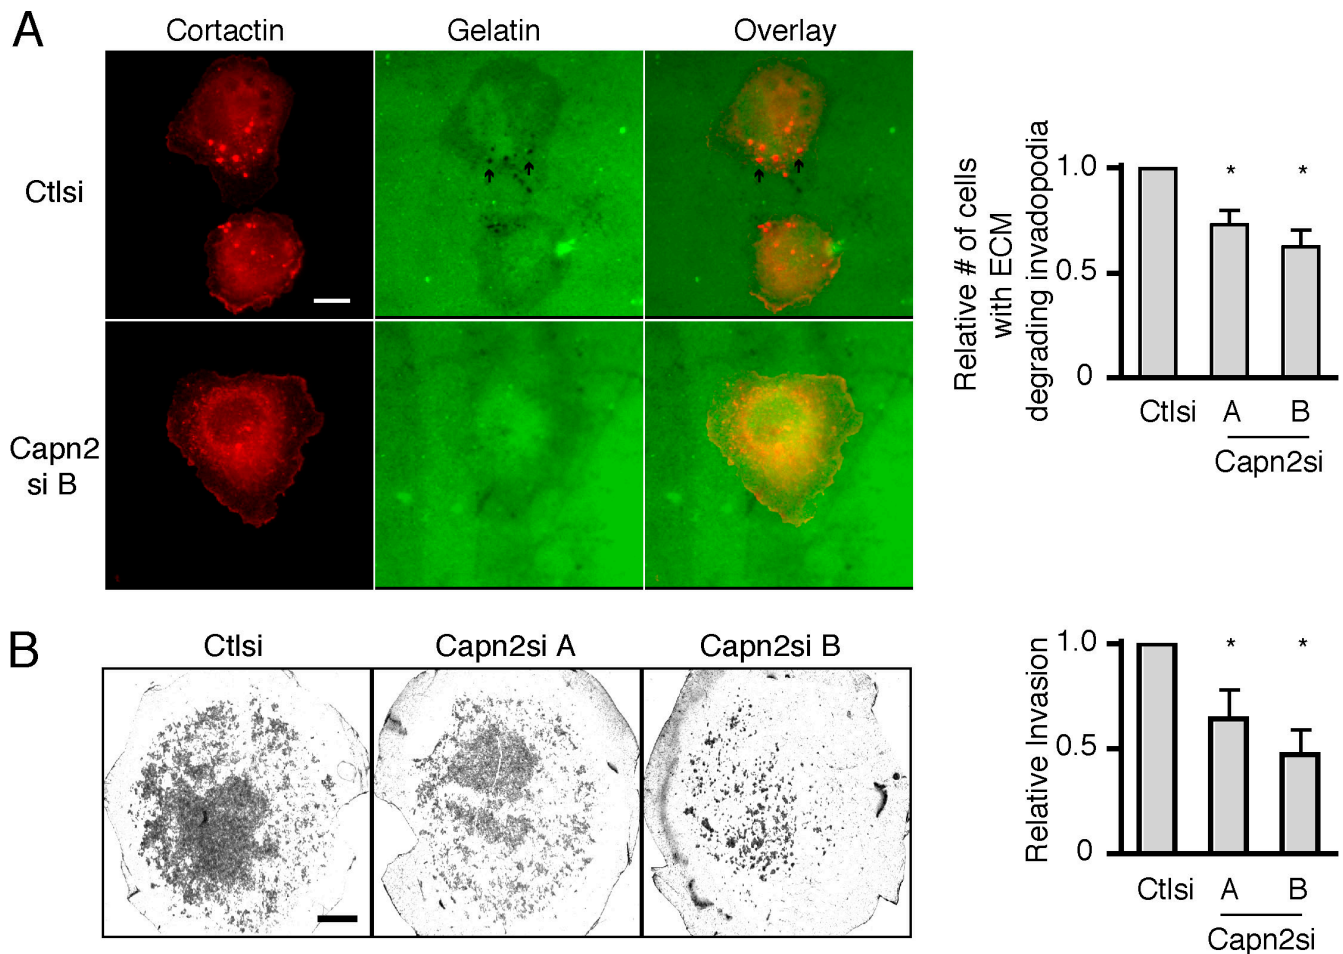 A
Cortactin
Gelatin
Overlay
Ctlsi
Capn2
si B
Relative # of cells
with ECM
degrading invadopodia
1.0
0.5
0
*
*
Ctlsi
A
B
Capn2si
B
Ctlsi
Capn2si A
Capn2si B
Relative Invasion
1.0
0.5
0
*
*
Ctlsi
A
B
Capn2si